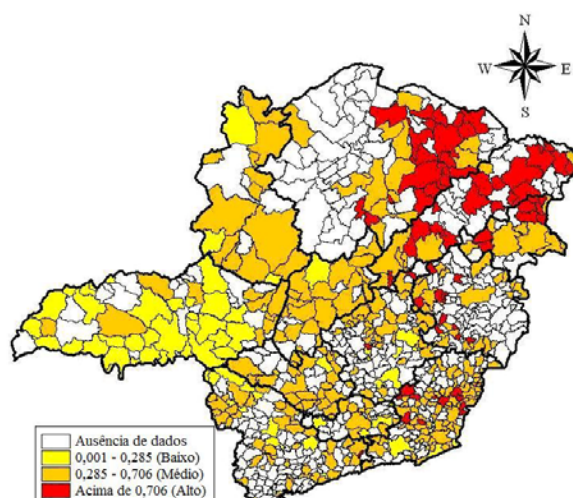 N
W E
S
Ausência de dados
0,001 - 0,285 (Baixo)
0,285 - 0,706 (Médio)
Acima de 0,706 (Alto)